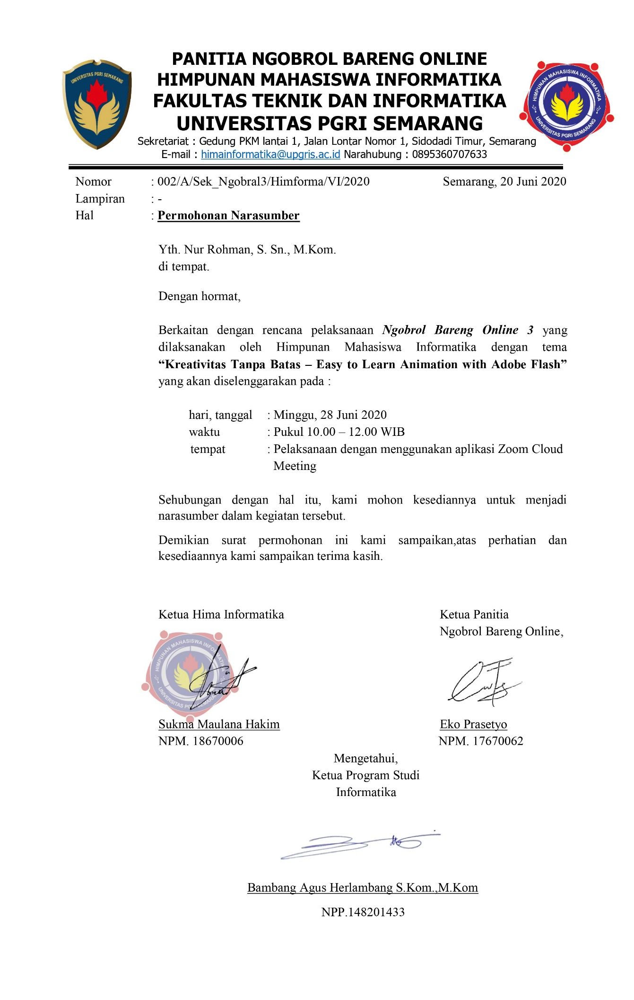 PANITIA NGOBROL BARENG ONLINE
HIMPUNAN MAHASISWA INFORMATIKA
FAKULTAS TEKNIK DAN INFORMATIKA
UNIVERSITAS PGRI SEMARANG
Sekretariat : Gedung PKM lantai 1, Jalan Lontar Nomor 1, Sidodadi Timur, Semarang
E-mail : himainformatika@upgris.ac.id Narahubung : 0895360707633
UNIVERSITAS PGRI SEMARANG
HIMPUNAN MAHASISWA INFORMATIKA
UNIVERSITAS PGRI SEMARANG
Nomor : 002/A/Sek_Ngobral3/Himforma/VI/2020 Semarang, 20 Juni 2020
Lampiran : -
Hal : Permohonan Narasumber
Yth. Nur Rohman, S. Sn., M.Kom.
di tempat.
Dengan hormat,
Berkaitan dengan rencana pelaksanaan Ngobrol Bareng Online 3 yang
dilaksanakan oleh Himpunan Mahasiswa Informatika dengan tema
“Kreativitas Tanpa Batas – Easy to Learn Animation with Adobe Flash”
yang akan diselenggarakan pada :
hari, tanggal : Minggu, 28 Juni 2020
waktu : Pukul 10.00 – 12.00 WIB
tempat : Pelaksanaan dengan menggunakan aplikasi Zoom Cloud
Meeting
Sehubungan dengan hal itu, kami mohon kesediannya untuk menjadi
narasumber dalam kegiatan tersebut.
Demikian surat permohonan ini kami sampaikan,atas perhatian dan
kesediaannya kami sampaikan terima kasih.
Ketua Hima Informatika
Ketua Panitia
Ngobrol Bareng Online,
HIMPUNAN MAHASISWA INFORMATIKA
UNIVERSITAS PGRI SEMARANG
Sukma Maulana Hakim
NPM. 18670006
Eko Prasetyo
NPM. 17670062
Mengetahui,
Ketua Program Studi
Informatika
Bambang Agus Herlambang S.Kom.,M.Kom
NPP.148201433